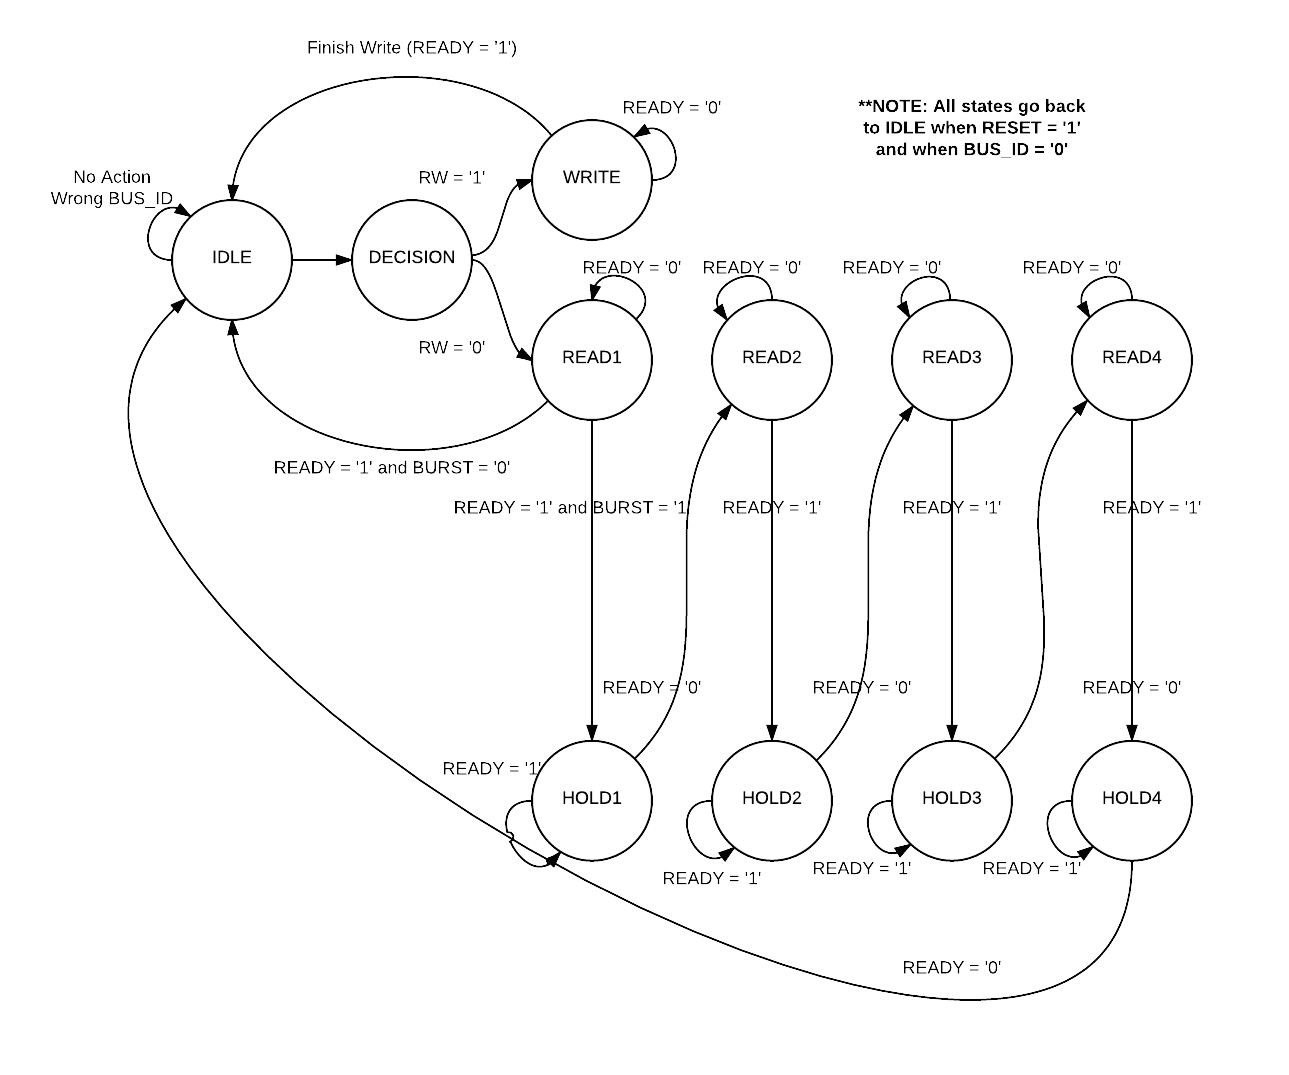 Finish Write (READY = '1')
READY = '0'
**NOTE: All states go back
to IDLE when RESET = '1'
and when BUS_ID = '0'
No Action
Wrong BUS_ID
RW = '1'
WRITE
IDLE
DECISION
READY = '0'
READY = '0'
READY = '0'
READY = '0'
RW = '0'
READ1
READ2
READ3
READ4
READY = '1' and BURST = '0'
READY = '1' and BURST = '1'
READY = '1'
READY = '1'
READY = '1'
READY = '0'
READY = '0'
READY = '0'
READY = '1'
HOLD1
HOLD2
HOLD3
HOLD4
READY = '1'
READY = '1'
READY = '1'
READY = '0'